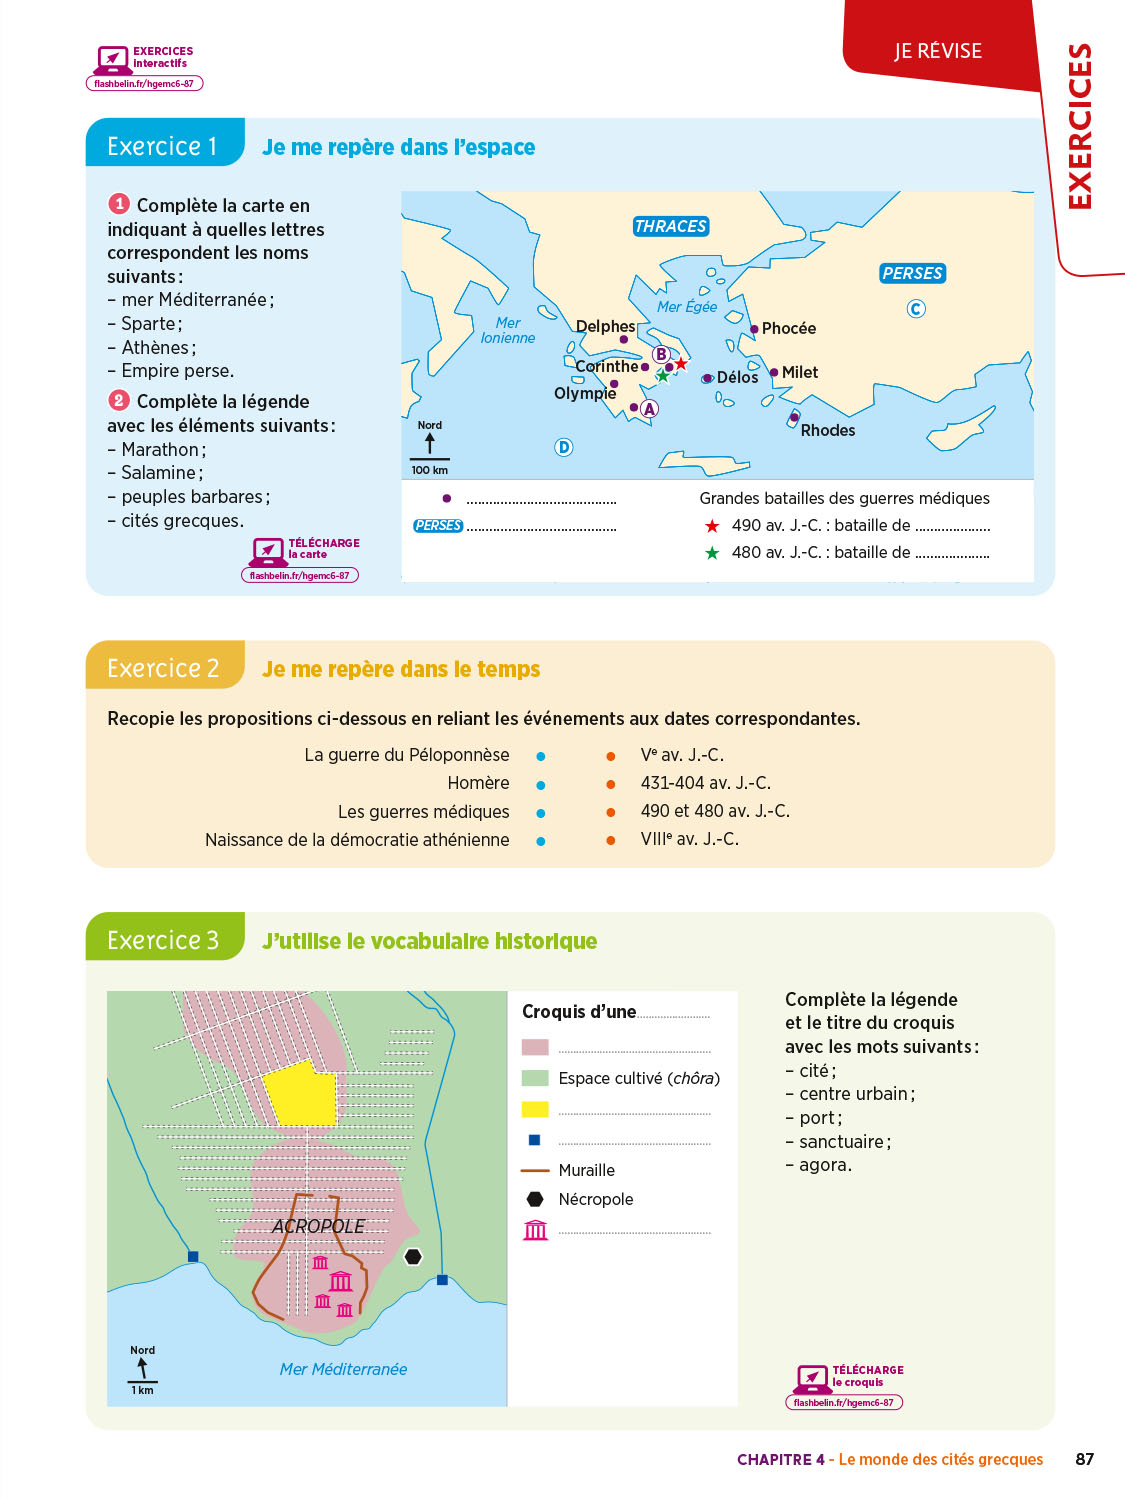 EXERCICES
interactifs
flashbelin.fr/hgemc6-87
JE RÉVISE
EXERCICES
Exercice 1
Je me repère dans l'espace
1 Complète la carte en
indiquant à quelles lettres
correspondent les noms
suivants :
– mer Méditerranée ;
– Sparte ;
– Athènes ;
– Empire perse.
2 Complète la légende
avec les éléments suivants :
– Marathon ;
– Salamine ;
– peuples barbares ;
– cités grecques.
TÉLÉCHARGE
la carte
flashbelin.fr/hgemc6-87
THRACES
PERSES
C
Mer Égée
Mer
Ionienne
Delphes
Phocée
B
Corinthe
Délos
Milet
Olympie
A
Rhodes
D
Nord
100 km
........................................
PERSES ........................................
Grandes batailles des guerres médiques
490 av. J.-C. : bataille de ....................
480 av. J.-C. : bataille de ....................
Exercice 2
Je me repère dans le temps
Recopie les propositions ci-dessous en reliant les événements aux dates correspondantes.
La guerre du Péloponnèse • • Ve av. J.-C.
Homère • • 431-404 av. J.-C.
Les guerres médiques • • 490 et 480 av. J.-C.
Naissance de la démocratie athénienne • • VIIIe av. J.-C.
Exercice 3
J'utilise le vocabulaire historique
ACROPOLE
Mer Méditerranée
Nord
1 km
Croquis d'une........................
........................................
Espace cultivé (chôra)
........................................
........................................
Muraille
Nécropole
........................................
Complète la légende
et le titre du croquis
avec les mots suivants :
– cité ;
– centre urbain ;
– port ;
– sanctuaire ;
– agora.
TÉLÉCHARGE
le croquis
flashbelin.fr/hgemc6-87
CHAPITRE 4 - Le monde des cités grecques 87